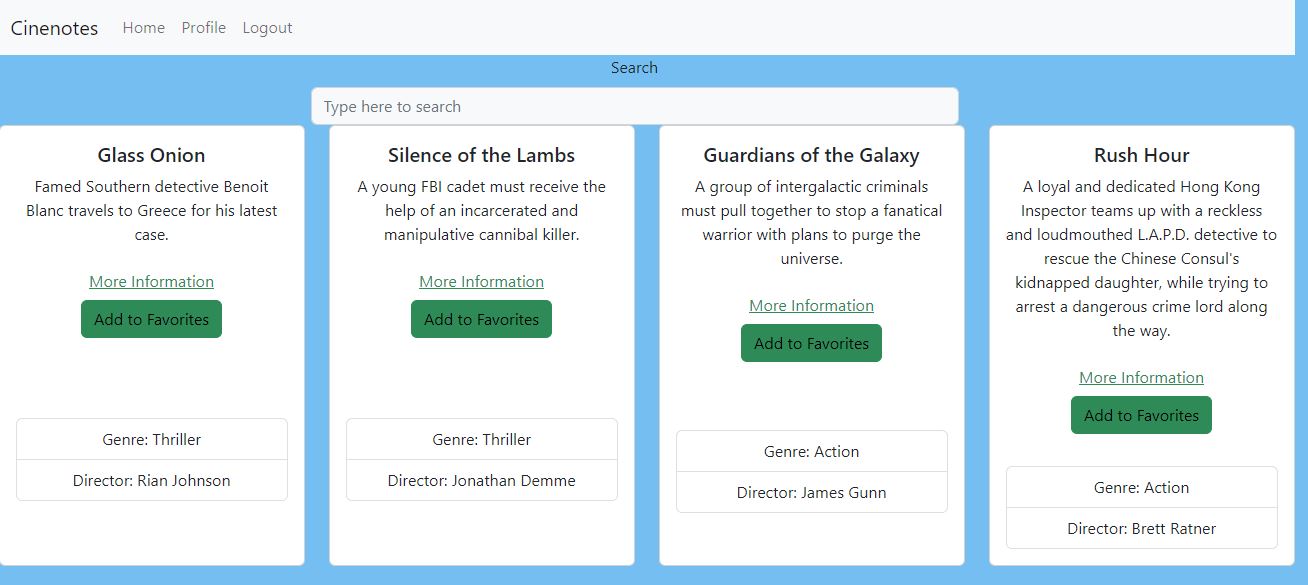 Cinenotes Home Profile Logout
Search
Type here to search
Glass Onion
Famed Southern detective Benoit
Blanc travels to Greece for his latest
case.
More Information
Add to Favorites
Genre: Thriller
Director: Rian Johnson
Silence of the Lambs
A young FBI cadet must receive the
help of an incarcerated and
manipulative cannibal killer.
More Information
Add to Favorites
Genre: Thriller
Director: Jonathan Demme
Guardians of the Galaxy
A group of intergalactic criminals
must pull together to stop a fanatical
warrior with plans to purge the
universe.
More Information
Add to Favorites
Genre: Action
Director: James Gunn
Rush Hour
A loyal and dedicated Hong Kong
Inspector teams up with a reckless
and loudmouthed L.A.P.D. detective to
rescue the Chinese Consul's
kidnapped daughter, while trying to
arrest a dangerous crime lord along
the way.
More Information
Add to Favorites
Genre: Action
Director: Brett Ratner